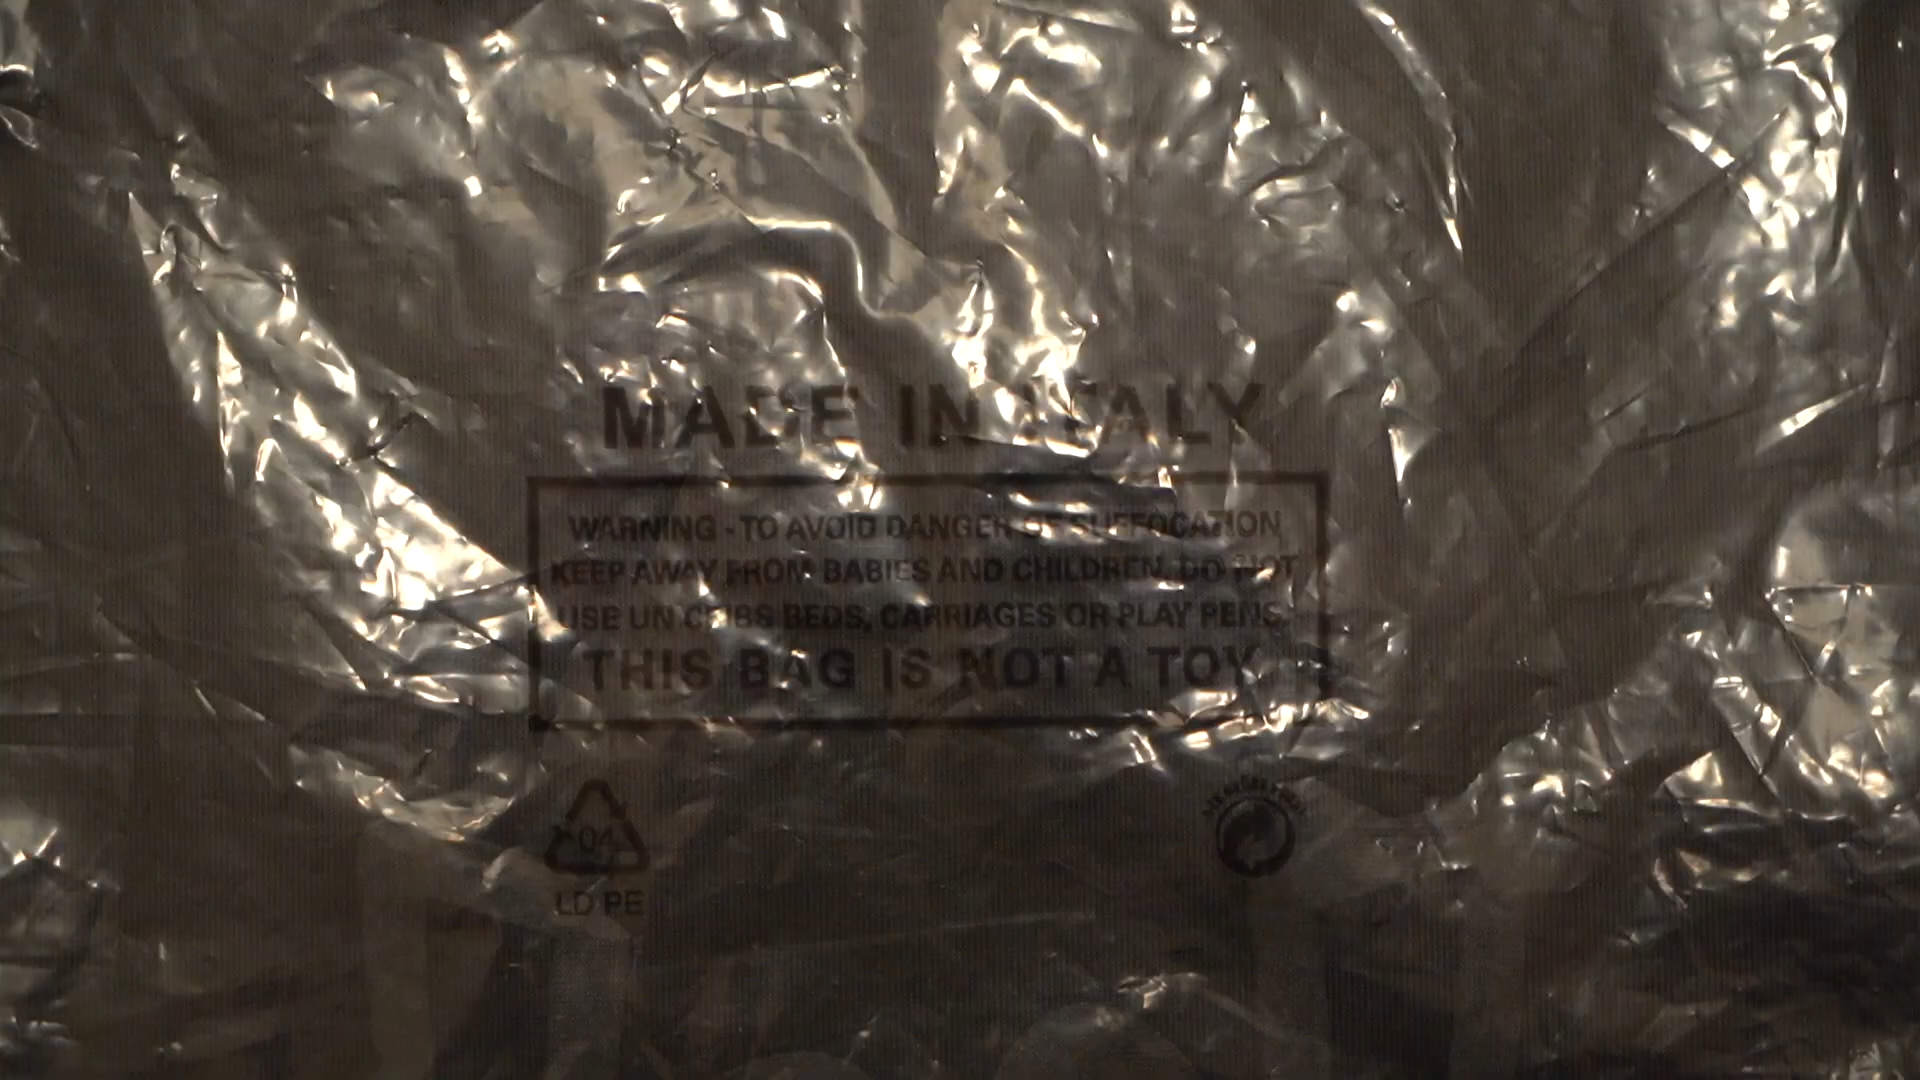 MADE IN ITALY
WARNING - TO AVOID DANGER OF SUFFOCATION
KEEP AWAY FROM BABIES AND CHILDREN. DO NOT
USE UN CRIBS BEDS, CARRIAGES OR PLAY PENS.
THIS BAG IS NOT A TOY
04
LD PE